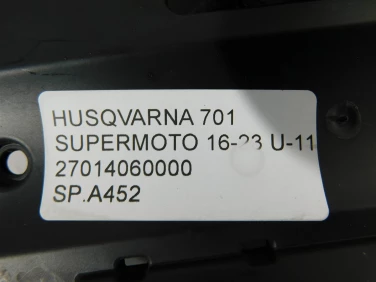 HUSQVARNA 701
SUPERMOTO 16-23 U-11
27014060000
SP.A452